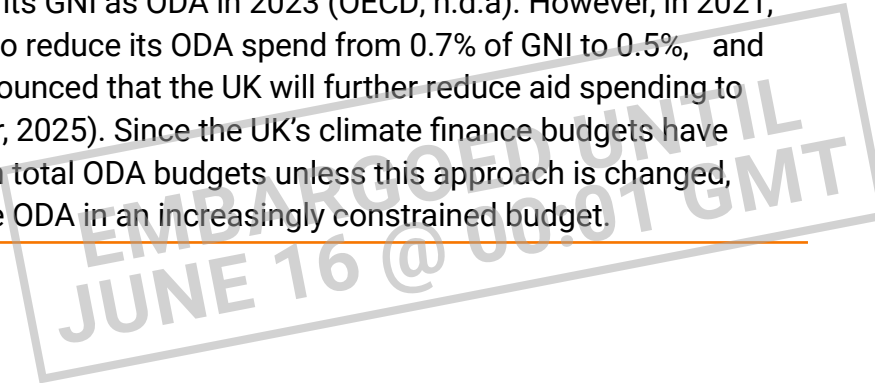 its GNI as ODA in 2023 (OECD, n.d.a). However, in 2021,
o reduce its ODA spend from 0.7% of GNI to 0.5%, and
ounced that the UK will further reduce aid spending to
r, 2025). Since the UK's climate finance budgets have
total ODA budgets unless this approach is changed,
e ODA in an increasingly constrained budget.
EMBARGOED UNTIL
JUNE 16 @ 00:01 GMT